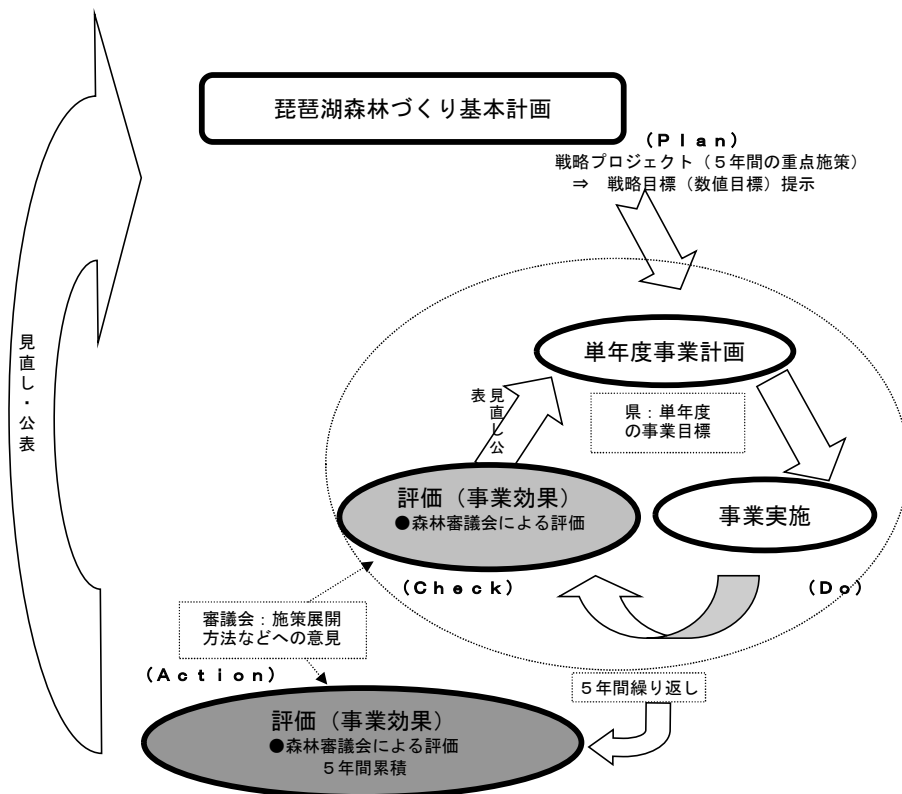 琵琶湖森林づくり基本計画
(Ｐｌａｎ)
戦略プロジェクト（５年間の重点施策）
⇒　戦略目標（数値目標）提示
単年度事業計画
見直し公
表
県：単年度
の事業目標
見直し・公表
評価（事業効果）
●森林審議会による評価
事業実施
(Ｃｈｅｃｋ)
(Ｄｏ)
審議会：施策展開
方法などへの意見
(Ａｃｔｉｏｎ)
５年間繰り返し
評価（事業効果）
●森林審議会による評価
５年間累積